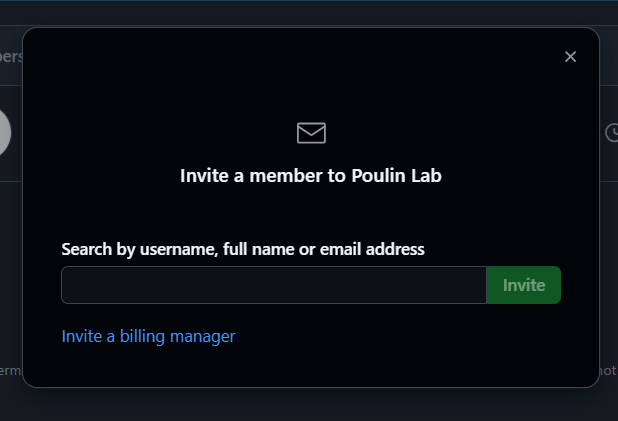 Invite a member to Poulin Lab
Search by username, full name or email address
Invite
Invite a billing manager